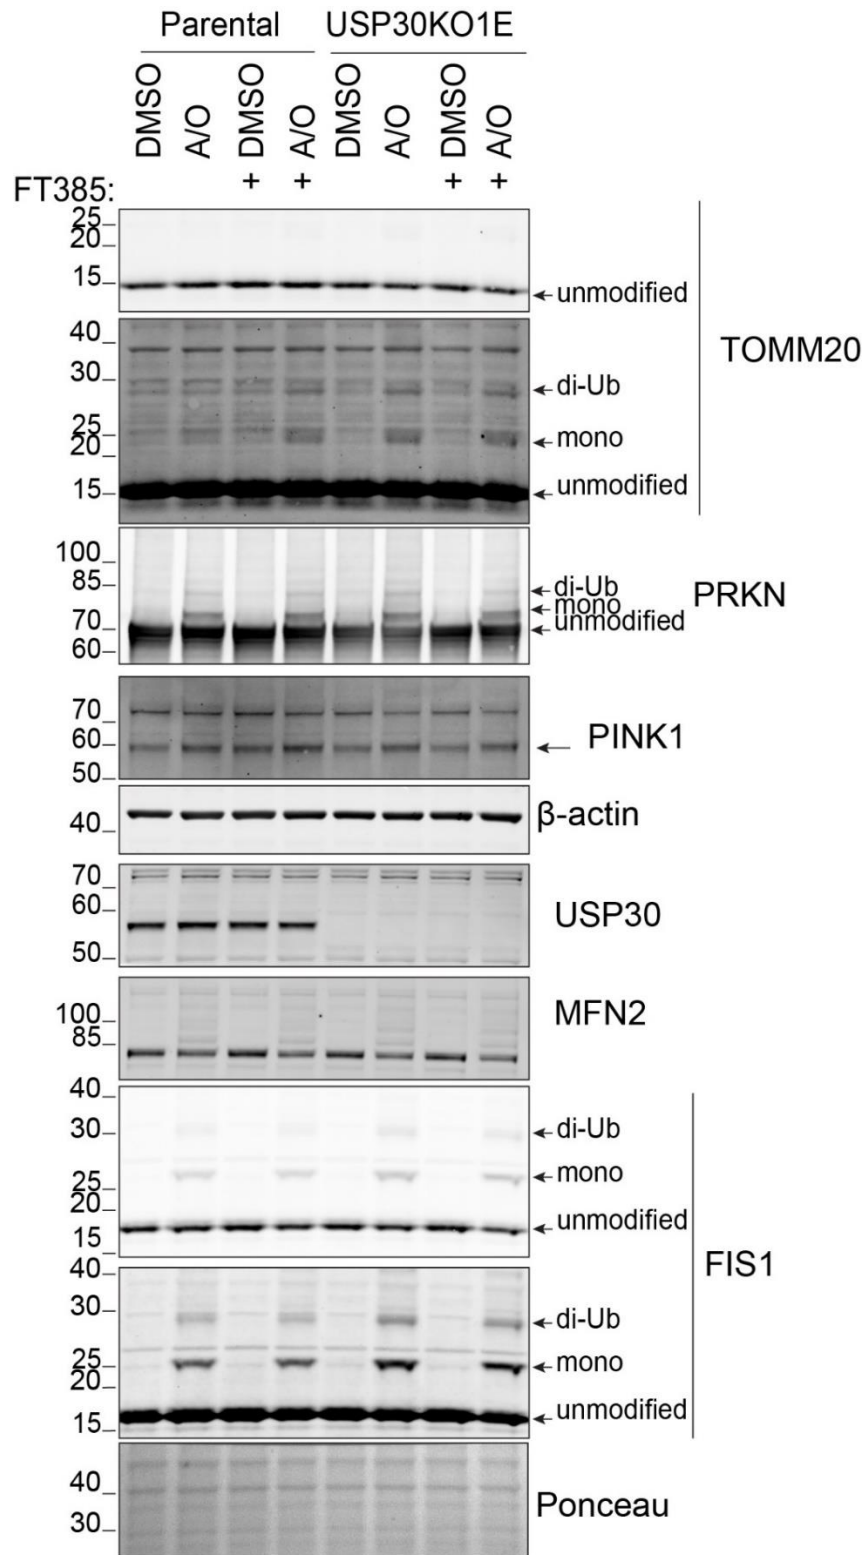 Parental USP30KO1E
DMSO A/O DMSO A/O DMSO A/O DMSO A/O
FT385: + + + +
25
20
15
unmodified
TOMM20
40
30
25
20
15
di-Ub
mono
unmodified
100
85
70
60
di-Ub
mono
unmodified
PRKN
70
60
50
PINK1
40
β-actin
70
60
50
USP30
100
85
MFN2
40
30
25
20
15
di-Ub
mono
unmodified
FIS1
40
30
25
20
15
di-Ub
mono
unmodified
40
30
Ponceau